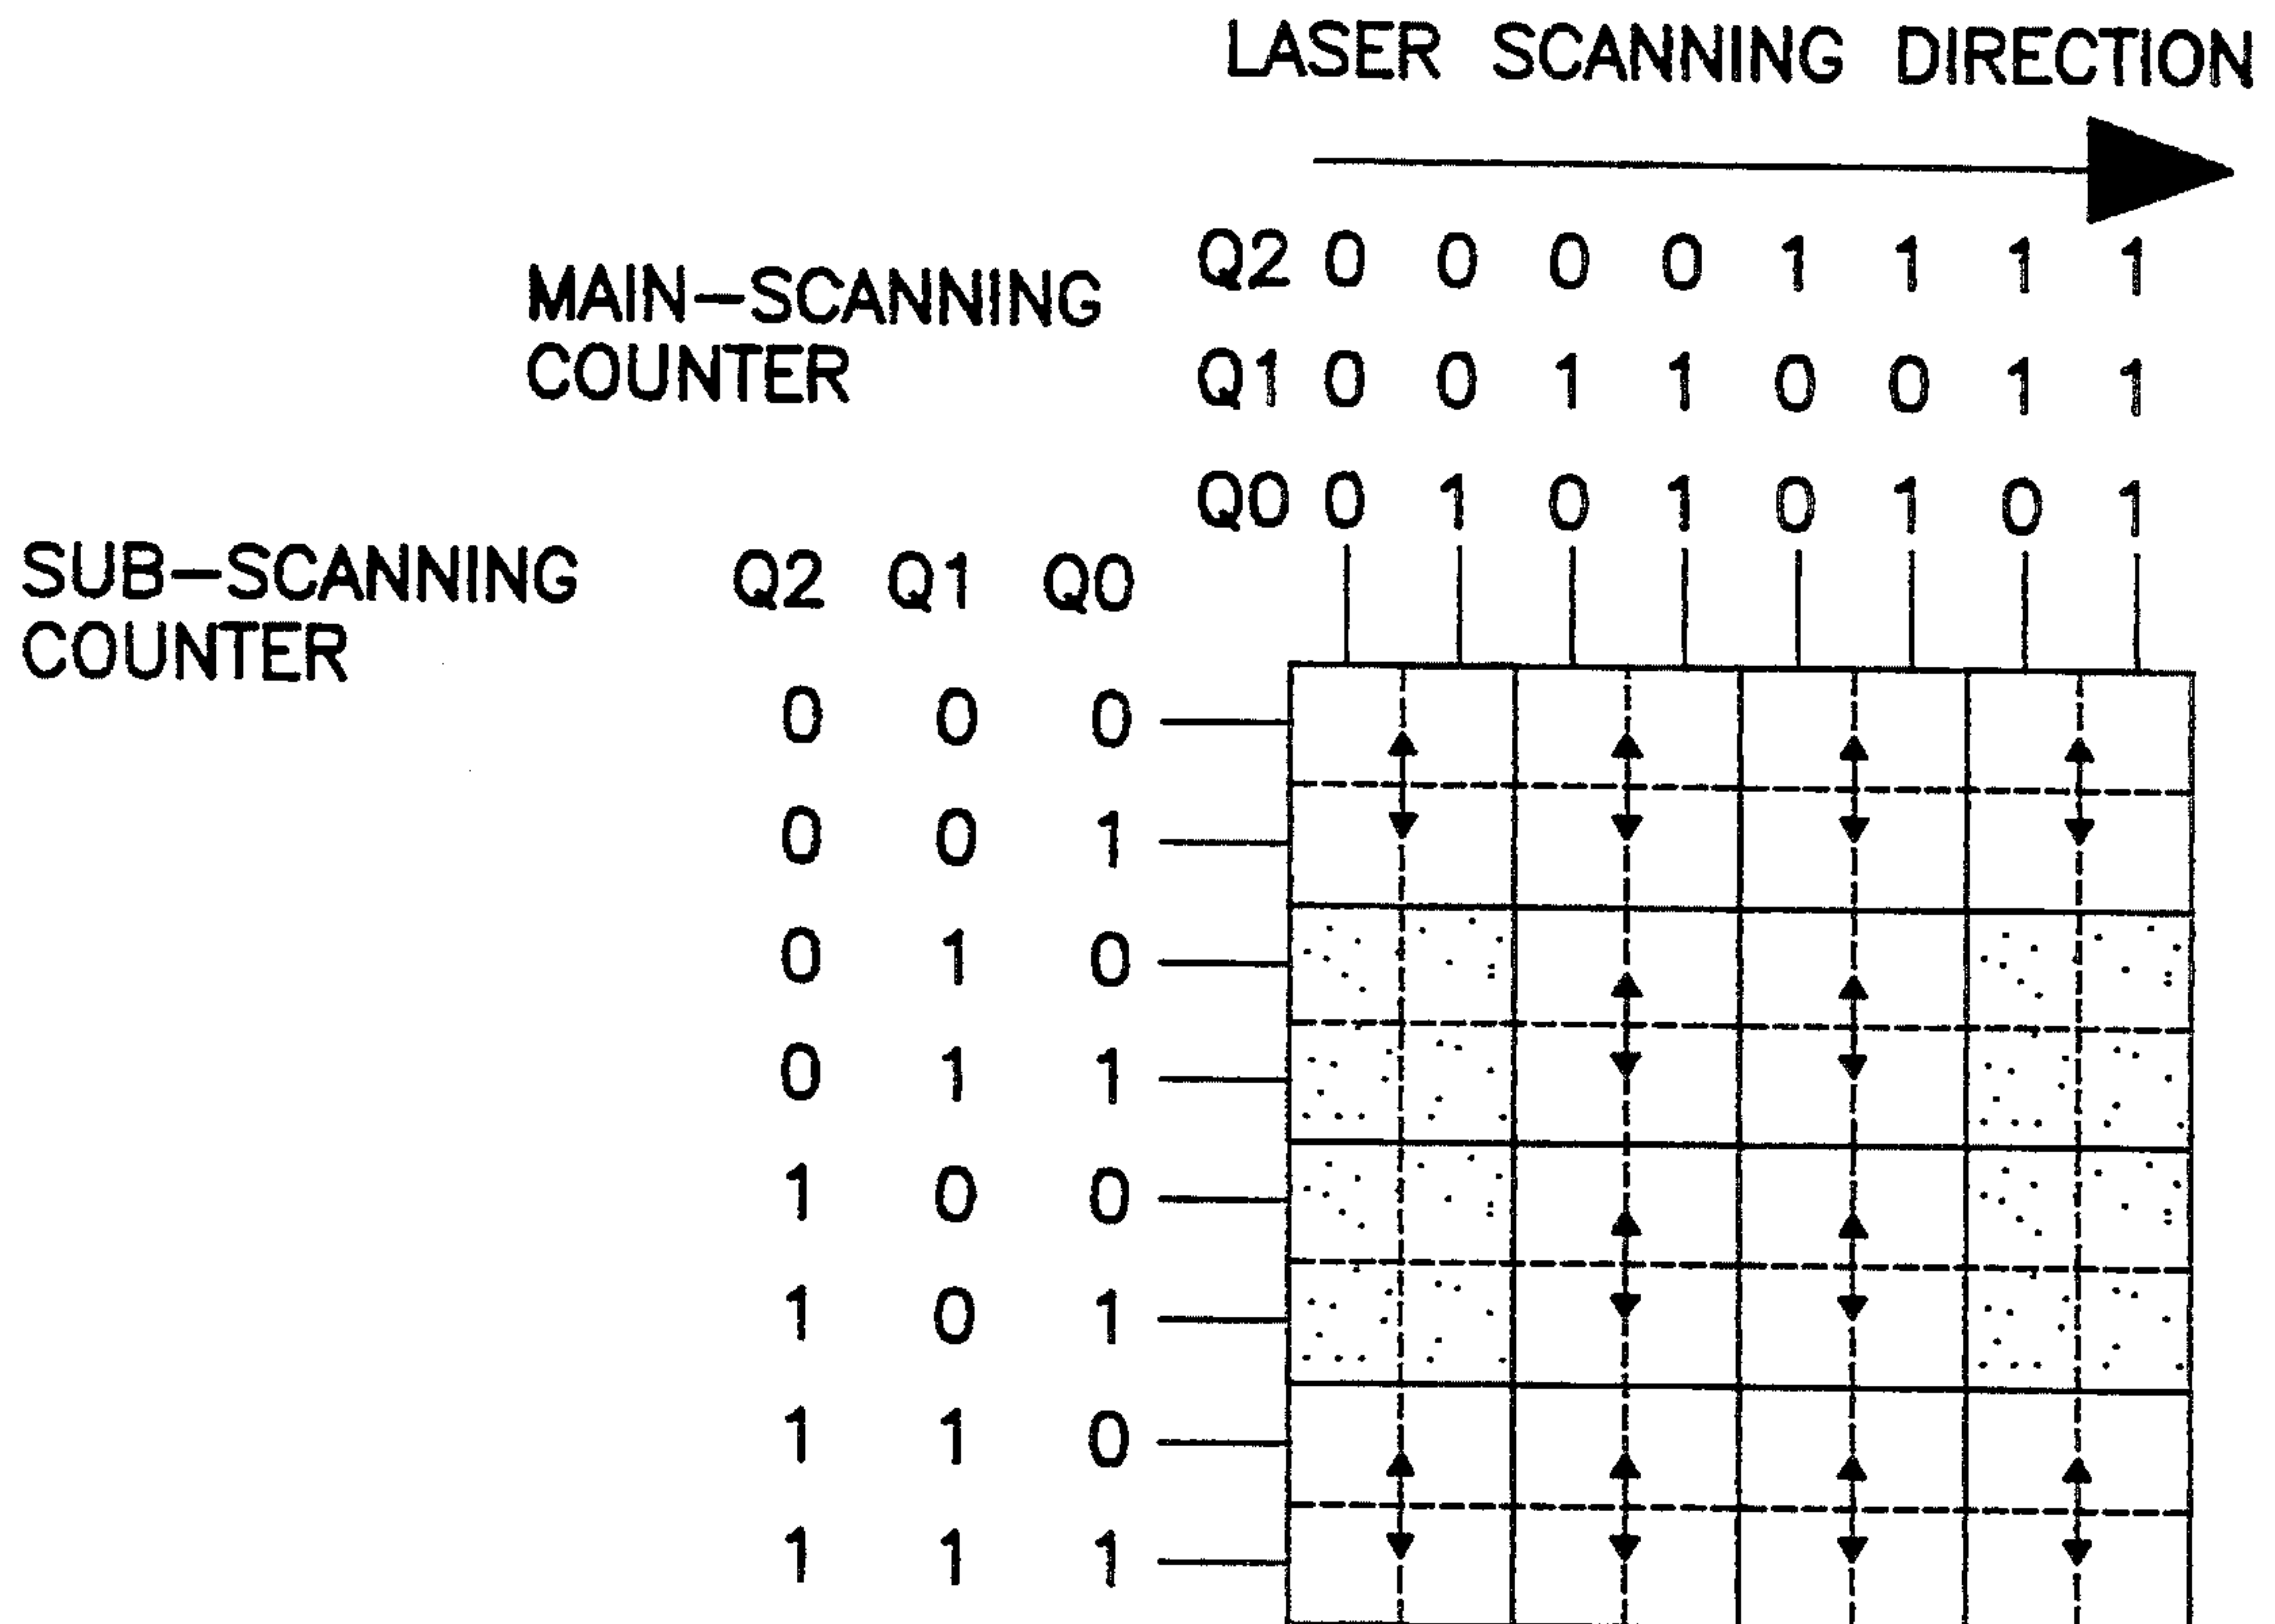 LASER SCANNING DIRECTION
Q2 0 0 0 0 1 1 1 1
MAIN-SCANNING
COUNTER
Q1 0 0 1 1 0 0 1 1
Q0 0 1 0 1 0 1 0 1
SUB-SCANNING
COUNTER
Q2 Q1 Q0
0 0 0
0 0 1
0 1 0
0 1 1
1 0 0
1 0 1
1 1 0
1 1 1